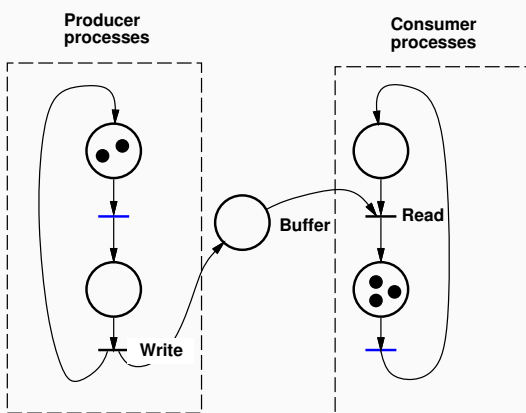 Producer
processes
Consumer
processes
Buffer
Read
Write